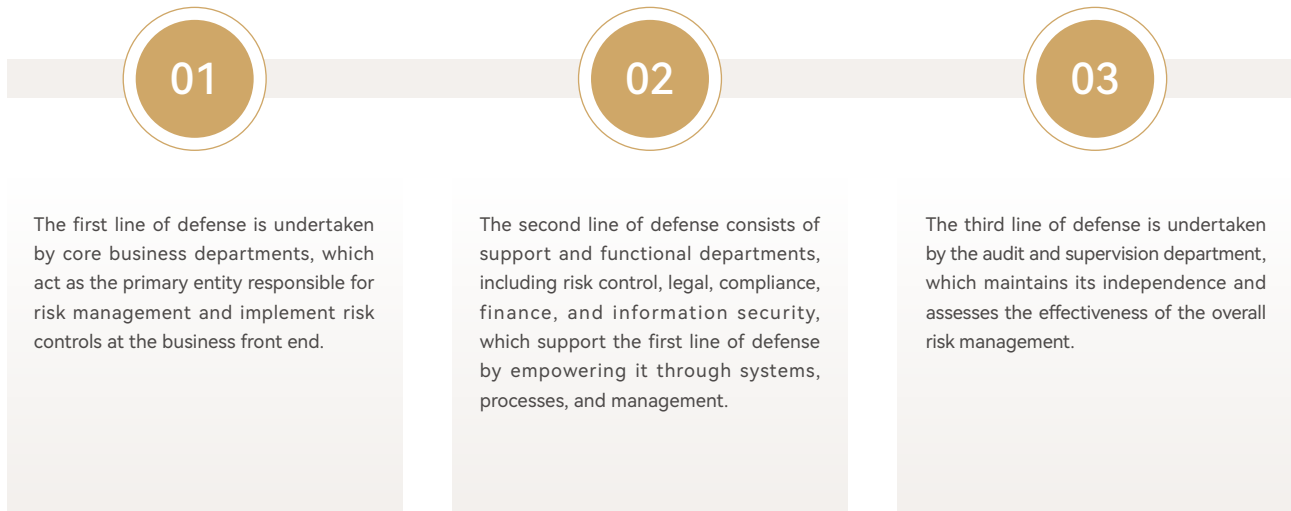 01
The first line of defense is undertaken
by core business departments, which
act as the primary entity responsible for
risk management and implement risk
controls at the business front end.
02
The second line of defense consists of
support and functional departments,
including risk control, legal, compliance,
finance, and information security,
which support the first line of defense
by empowering it through systems,
processes, and management.
03
The third line of defense is undertaken
by the audit and supervision department,
which maintains its independence and
assesses the effectiveness of the overall
risk management.